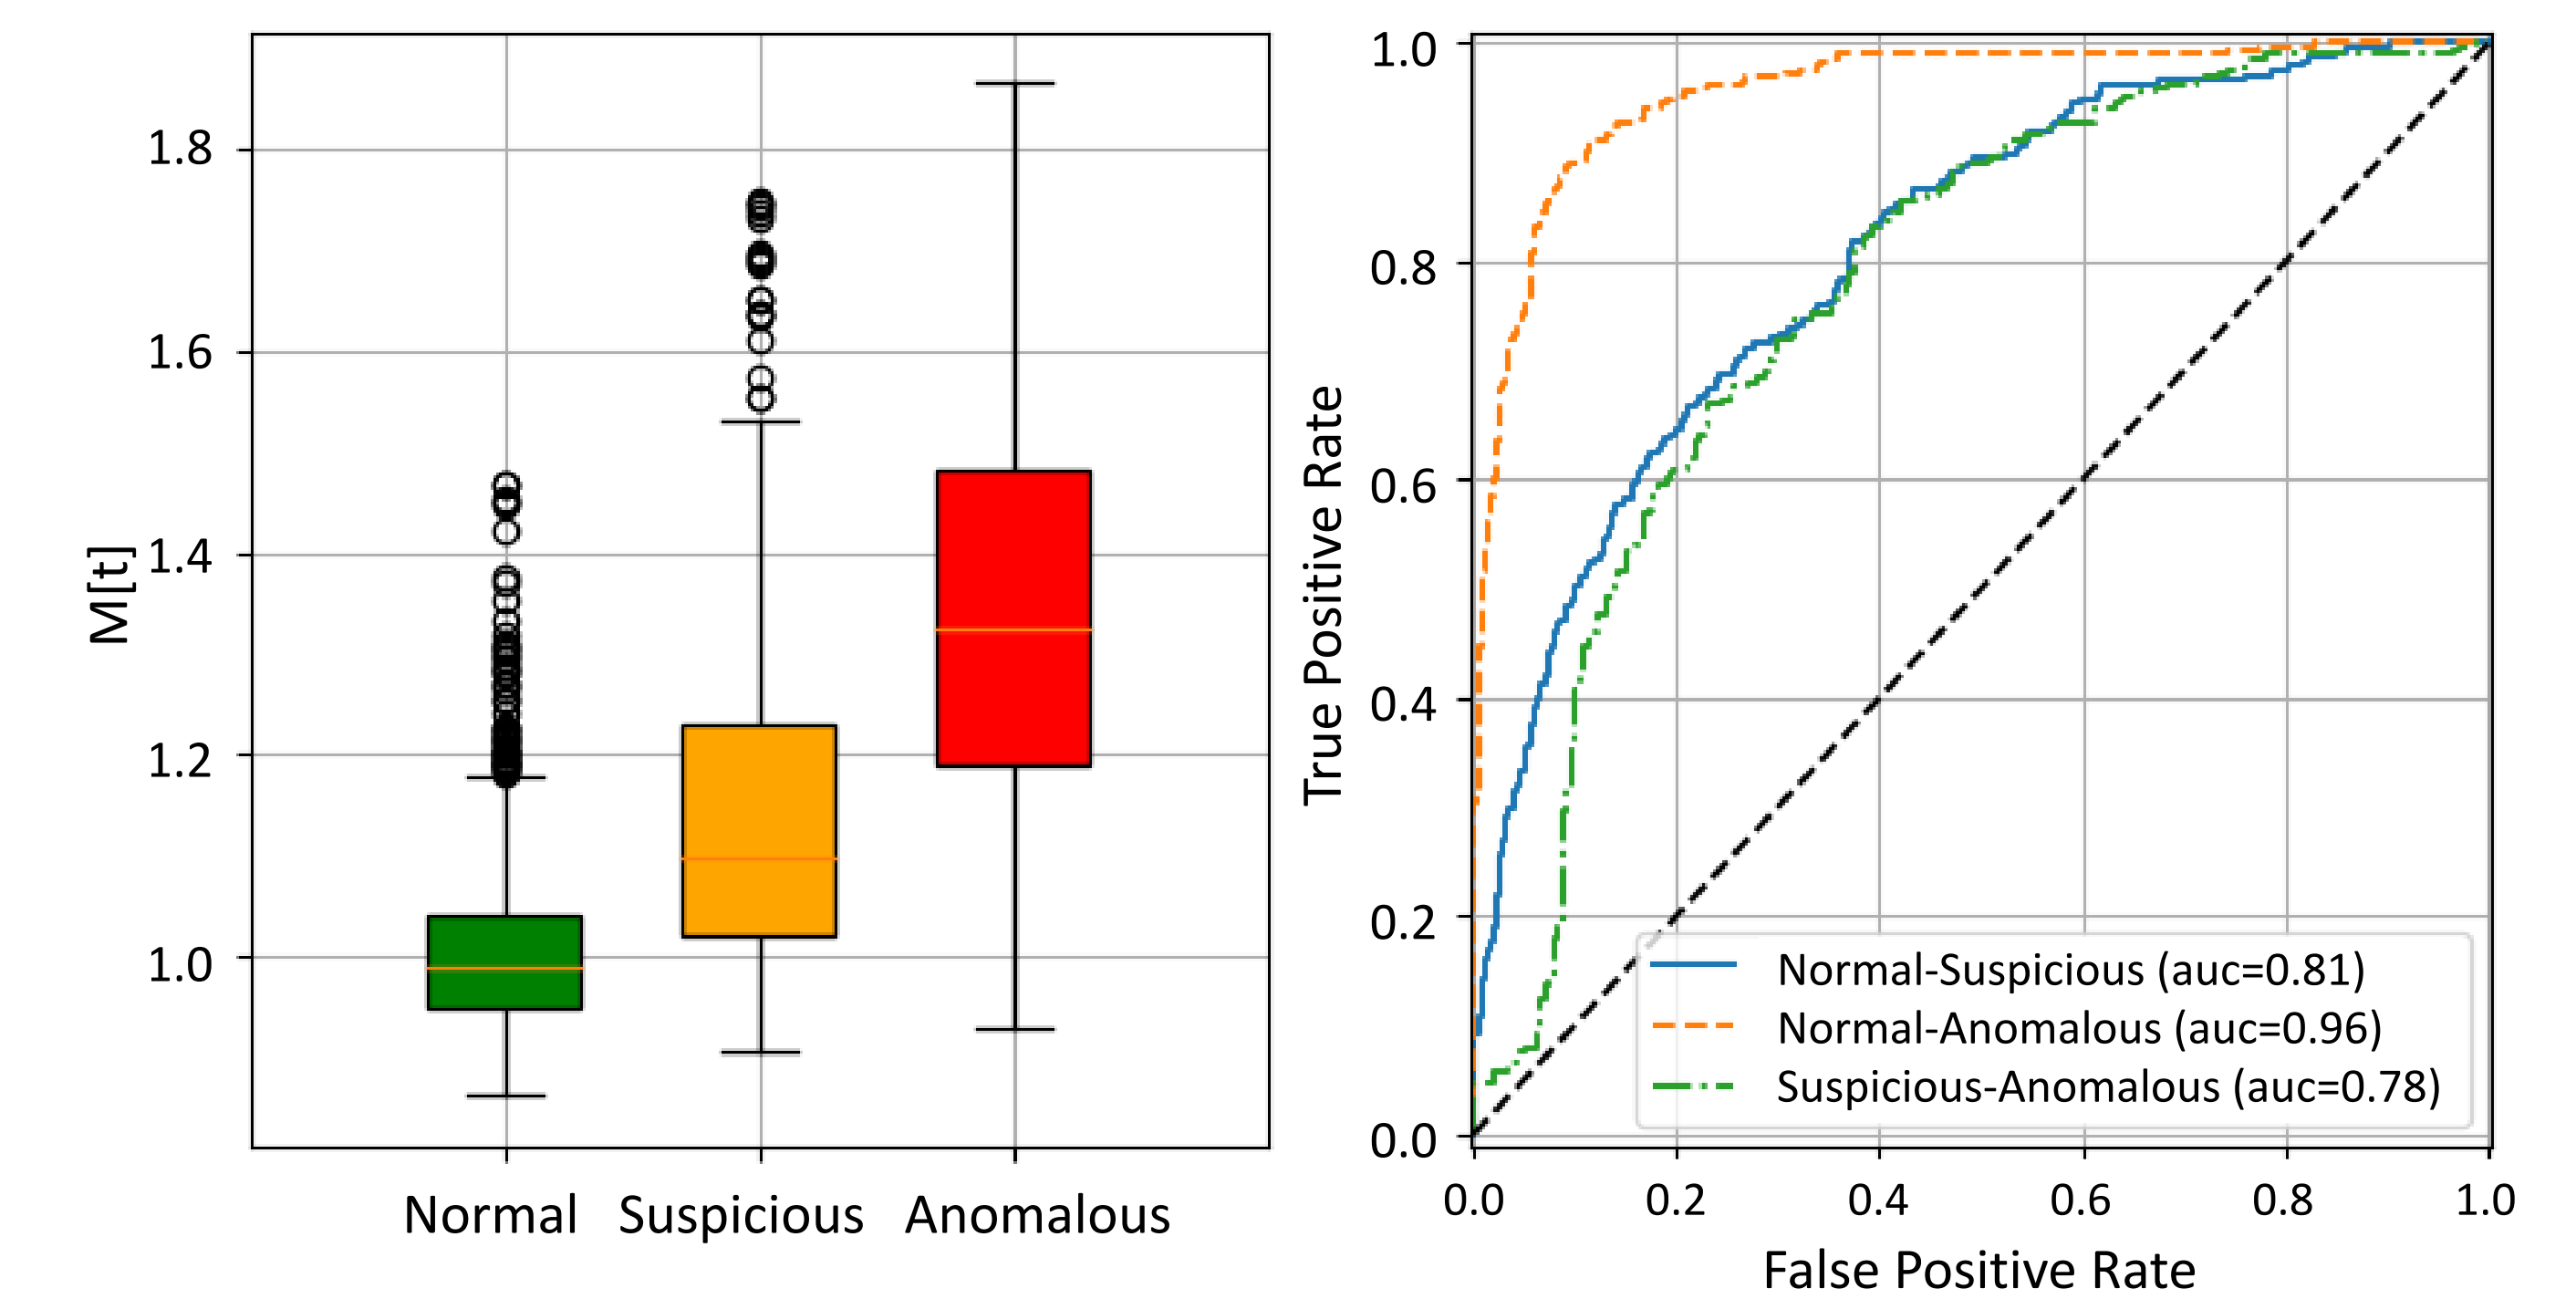 M[t]
1.8
1.6
1.4
1.2
1.0
Normal Suspicious Anomalous
True Positive Rate
1.0
0.8
0.6
0.4
0.2
0.0
Normal-Suspicious (auc=0.81)
Normal-Anomalous (auc=0.96)
Suspicious-Anomalous (auc=0.78)
0.0 0.2 0.4 0.6 0.8 1.0
False Positive Rate